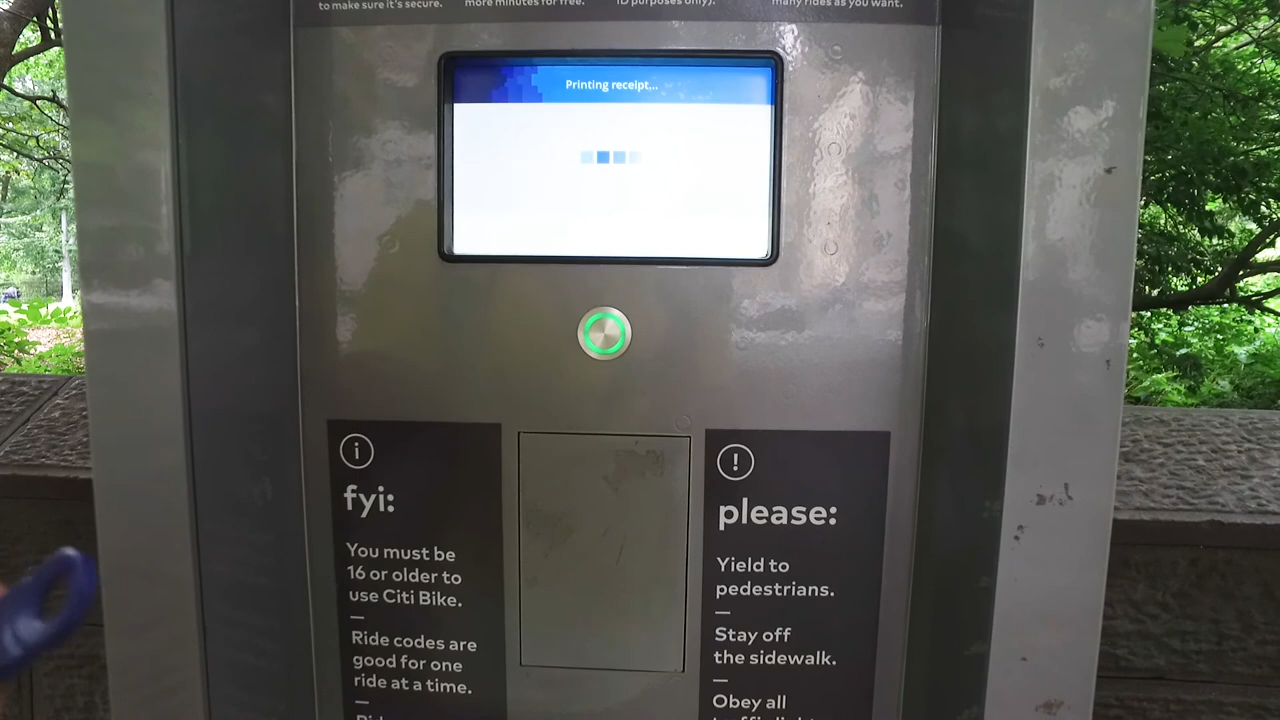 to make sure it's secure.
more minutes for free.
ID purposes only).
many rides as you want.
Printing receipt...
i
fyi:
You must be
16 or older to
use Citi Bike.
Ride codes are
good for one
ride at a time.
!
please:
Yield to
pedestrians.
Stay off
the sidewalk.
Obey all